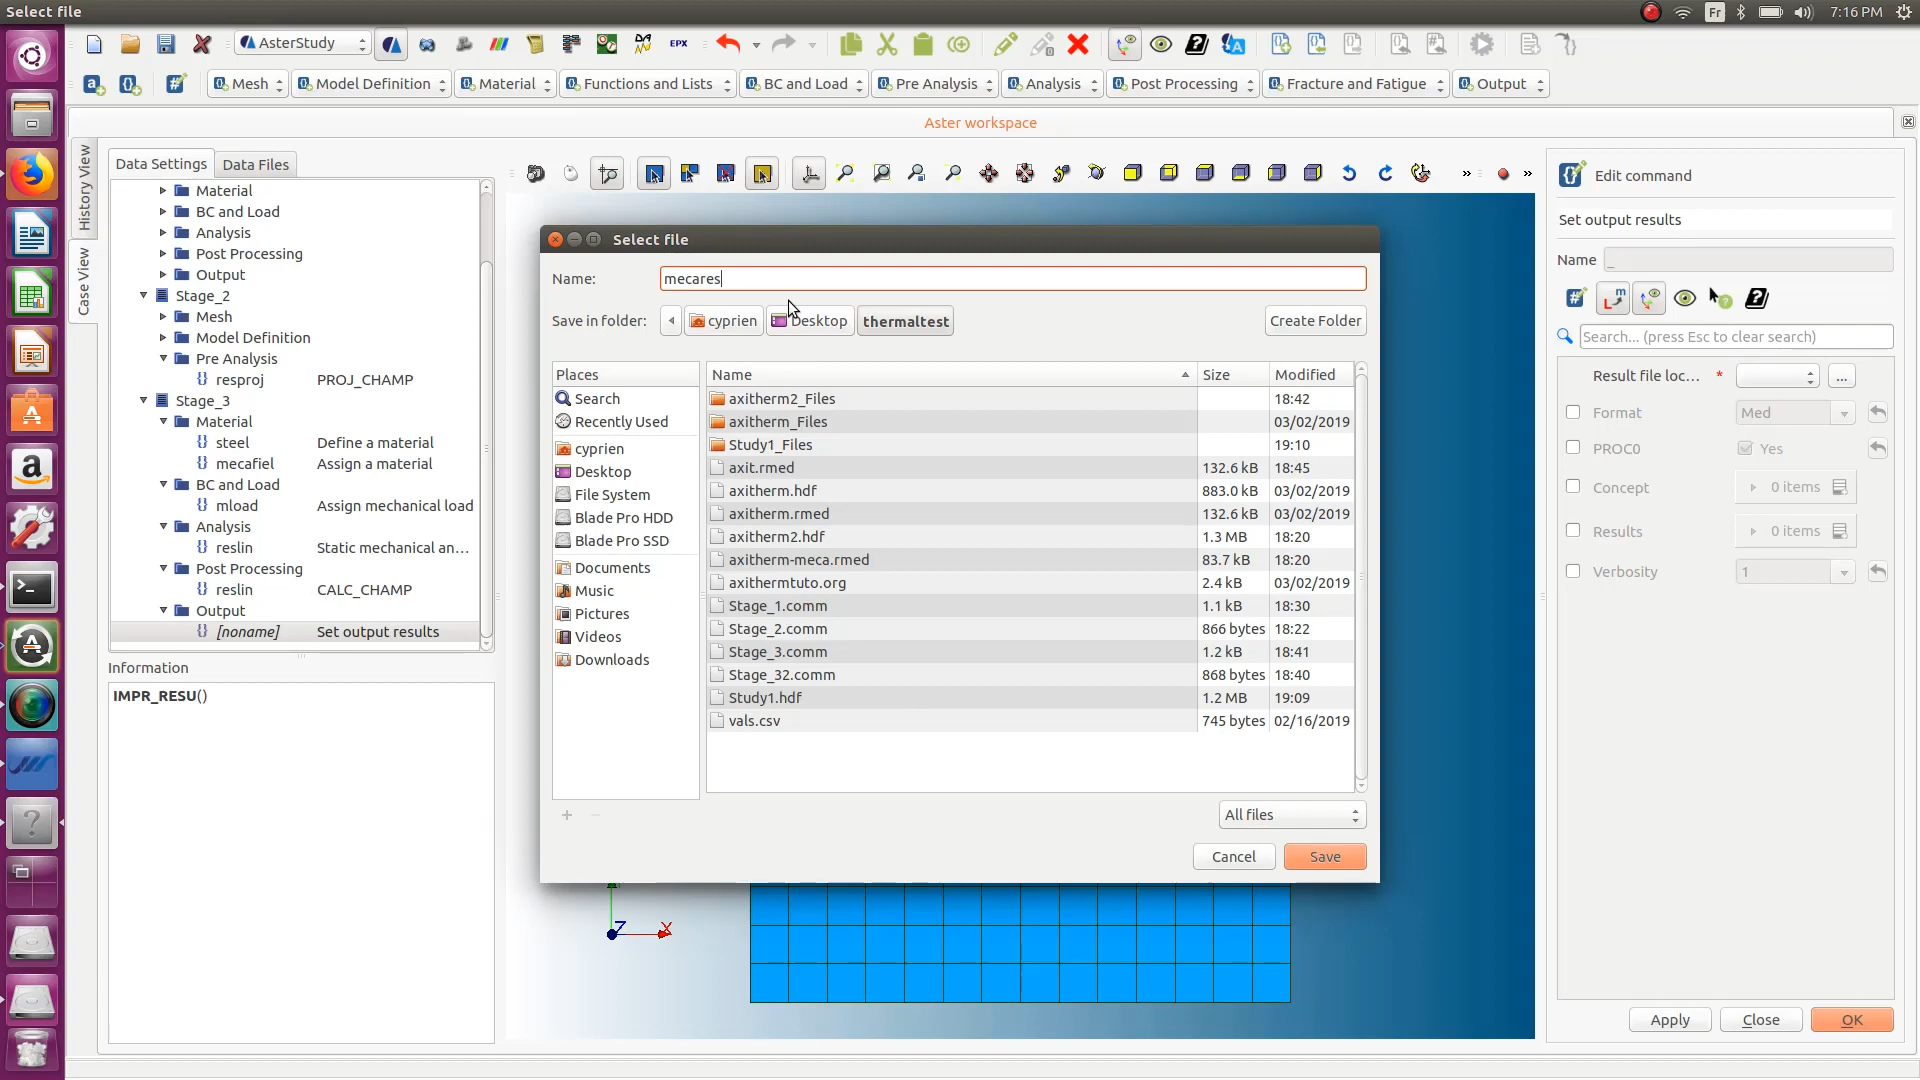 Select file
Fr
7:16 PM
AsterStudy
EPX
Mesh
Model Definition
Material
Functions and Lists
BC and Load
Pre Analysis
Analysis
Post Processing
Fracture and Fatigue
Output
Aster workspace
History View
Case View
Data Settings
Data Files
Material
BC and Load
Analysis
Post Processing
Output
Stage_2
Mesh
Model Definition
Pre Analysis
resproj PROJ_CHAMP
Stage_3
Material
steel Define a material
mecafiel Assign a material
BC and Load
mload Assign mechanical load
Analysis
reslin Static mechanical an...
Post Processing
reslin CALC_CHAMP
Output
[noname] Set output results
Information
IMPR_RESU()
Select file
Name: mecares
Save in folder: cyprien Desktop thermaltest Create Folder
Places
Search
Recently Used
cyprien
Desktop
File System
Blade Pro HDD
Blade Pro SSD
Documents
Music
Pictures
Videos
Downloads
Name Size Modified
axitherm2_Files 18:42
axitherm_Files 03/02/2019
Study1_Files 19:10
axit.rmed 132.6 kB 18:45
axitherm.hdf 883.0 kB 03/02/2019
axitherm.rmed 132.6 kB 03/02/2019
axitherm2.hdf 1.3 MB 18:20
axitherm-meca.rmed 83.7 kB 18:20
axithermtuto.org 2.4 kB 03/02/2019
Stage_1.comm 1.1 kB 18:30
Stage_2.comm 866 bytes 18:22
Stage_3.comm 1.2 kB 18:41
Stage_32.comm 868 bytes 18:40
Study1.hdf 1.2 MB 19:09
vals.csv 745 bytes 02/16/2019
All files
Cancel
Save
Z
X
Edit command
Set output results
Name _
Search... (press Esc to clear search)
Result file loc... * ...
Format Med
PROC0 Yes
Concept 0 items
Results 0 items
Verbosity 1
Apply
Close
OK